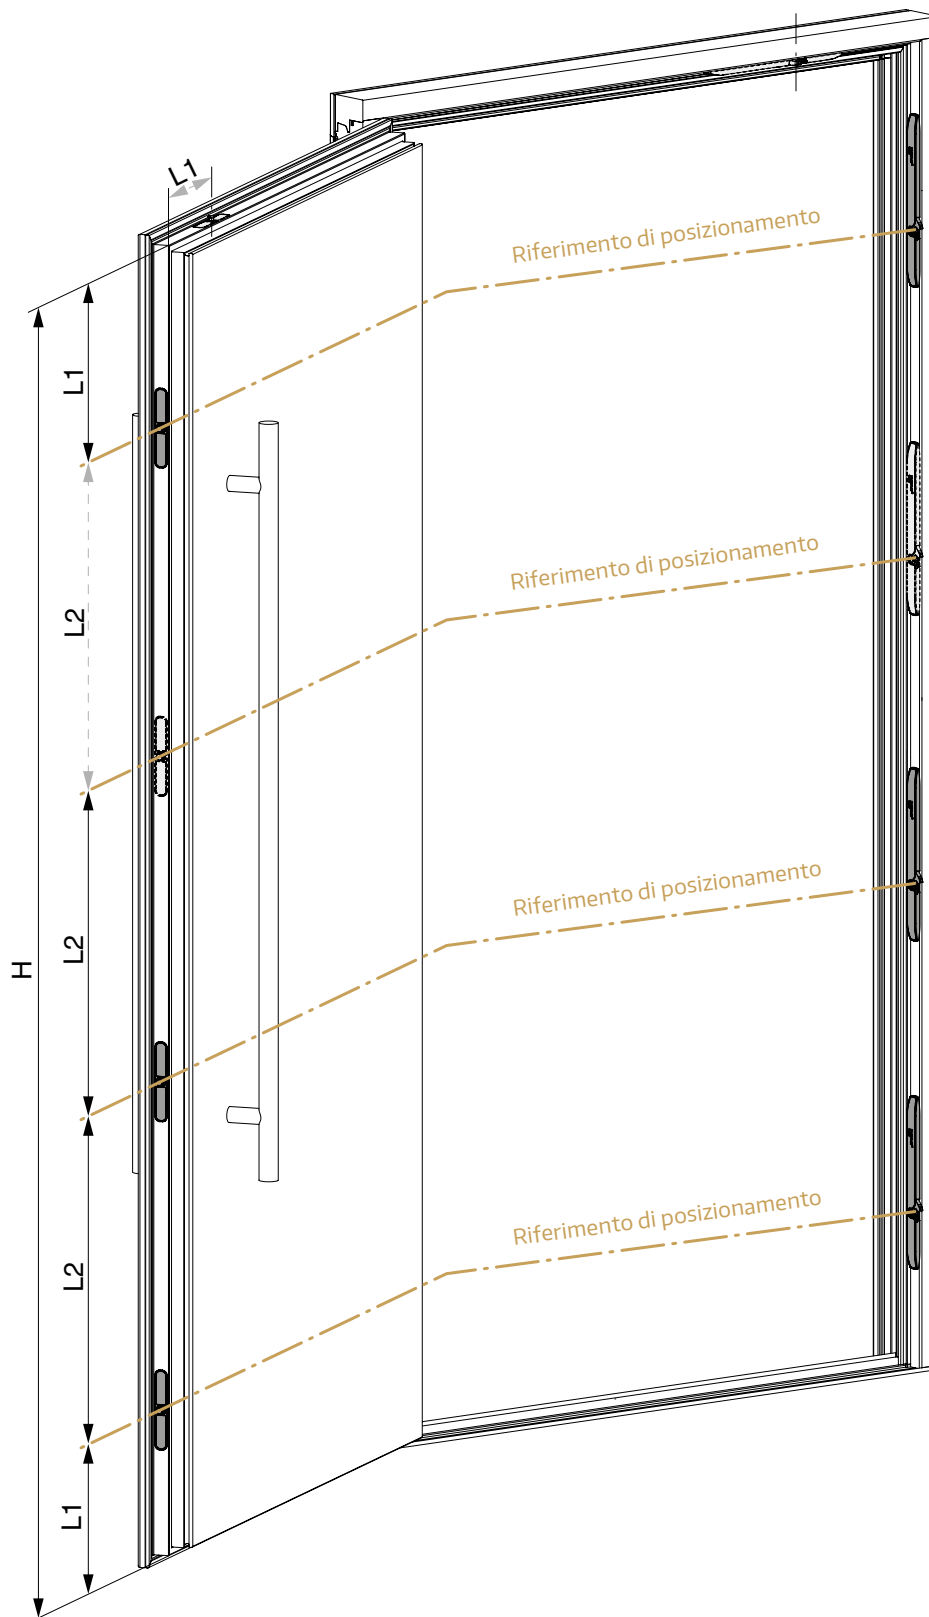 L1
Riferimento di posizionamento
L1
Riferimento di posizionamento
L2
Riferimento di posizionamento
L2
H
Riferimento di posizionamento
L2
L1